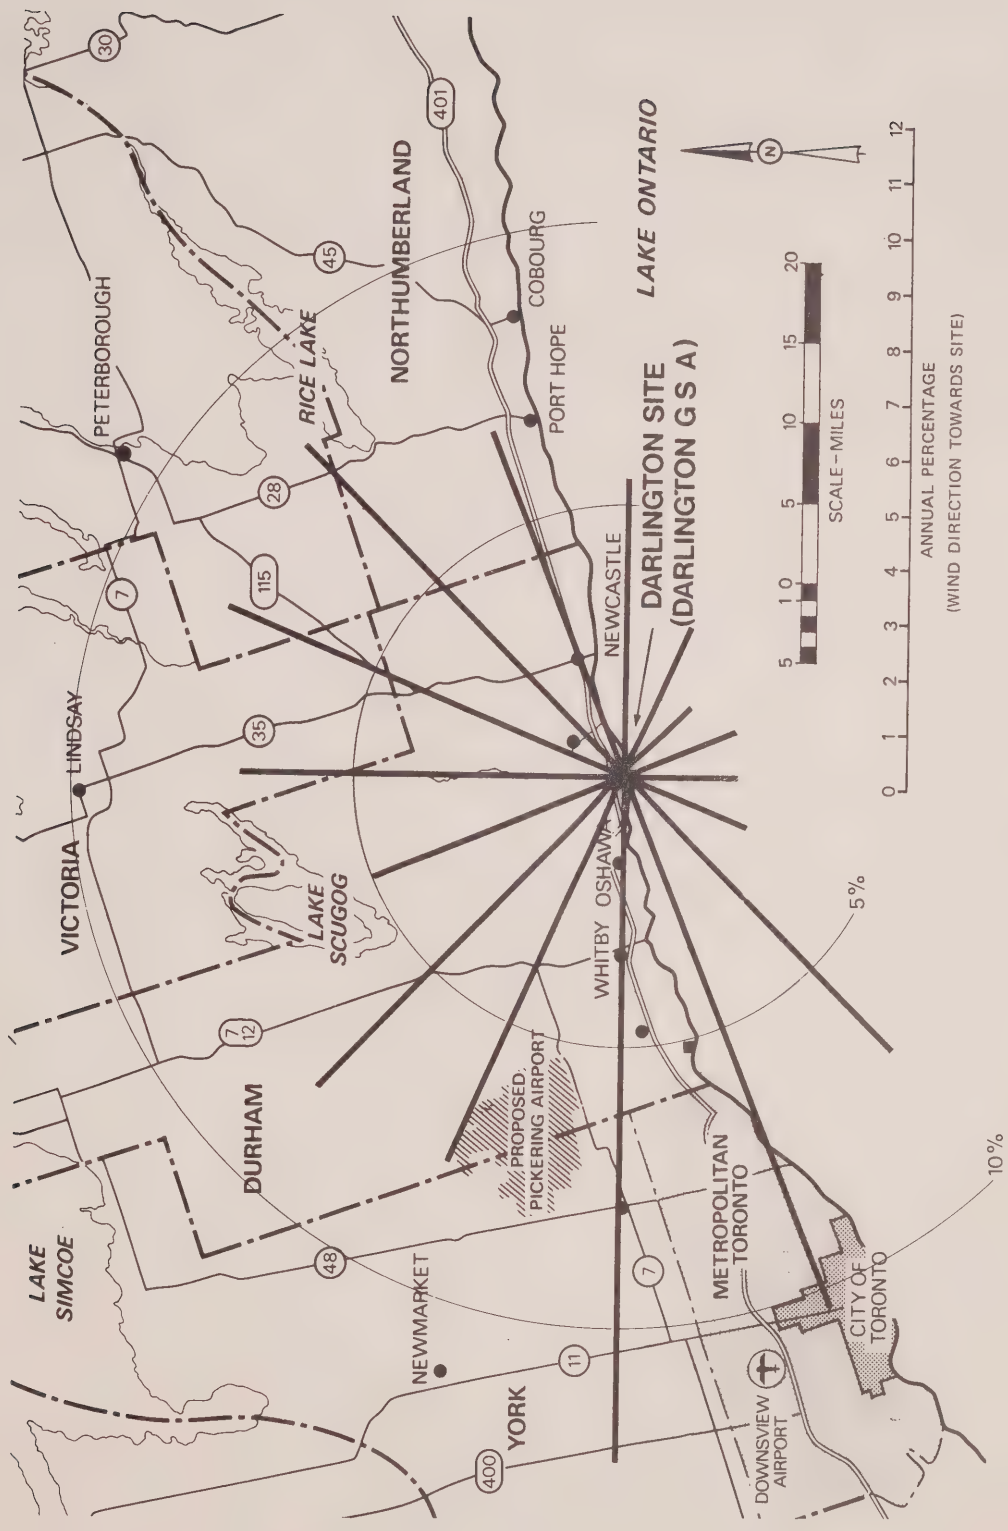 LAKE
SIMCOE
VICTORIA
LINDSAY
PETERBOROUGH
30
7
7
12
35
115
28
45
DURHAM
48
LAKE
SCUGOG
RICE LAKE
NORTHUMBERLAND
401
NEWMARKET
YORK
400
11
7
PROPOSED
PICKERING AIRPORT
WHITBY
OSHAWA
NEWCASTLE
PORT HOPE
COBOURG
LAKE ONTARIO
DARLINGTON SITE
(DARLINGTON G S A)
METROPOLITAN
TORONTO
DOWNSVIEW
AIRPORT
CITY OF
TORONTO
5%
10%
N
5 1 0 5 10 15 20
SCALE-MILES
0 1 2 3 4 5 6 7 8 9 10 11 12
ANNUAL PERCENTAGE
(WIND DIRECTION TOWARDS SITE)